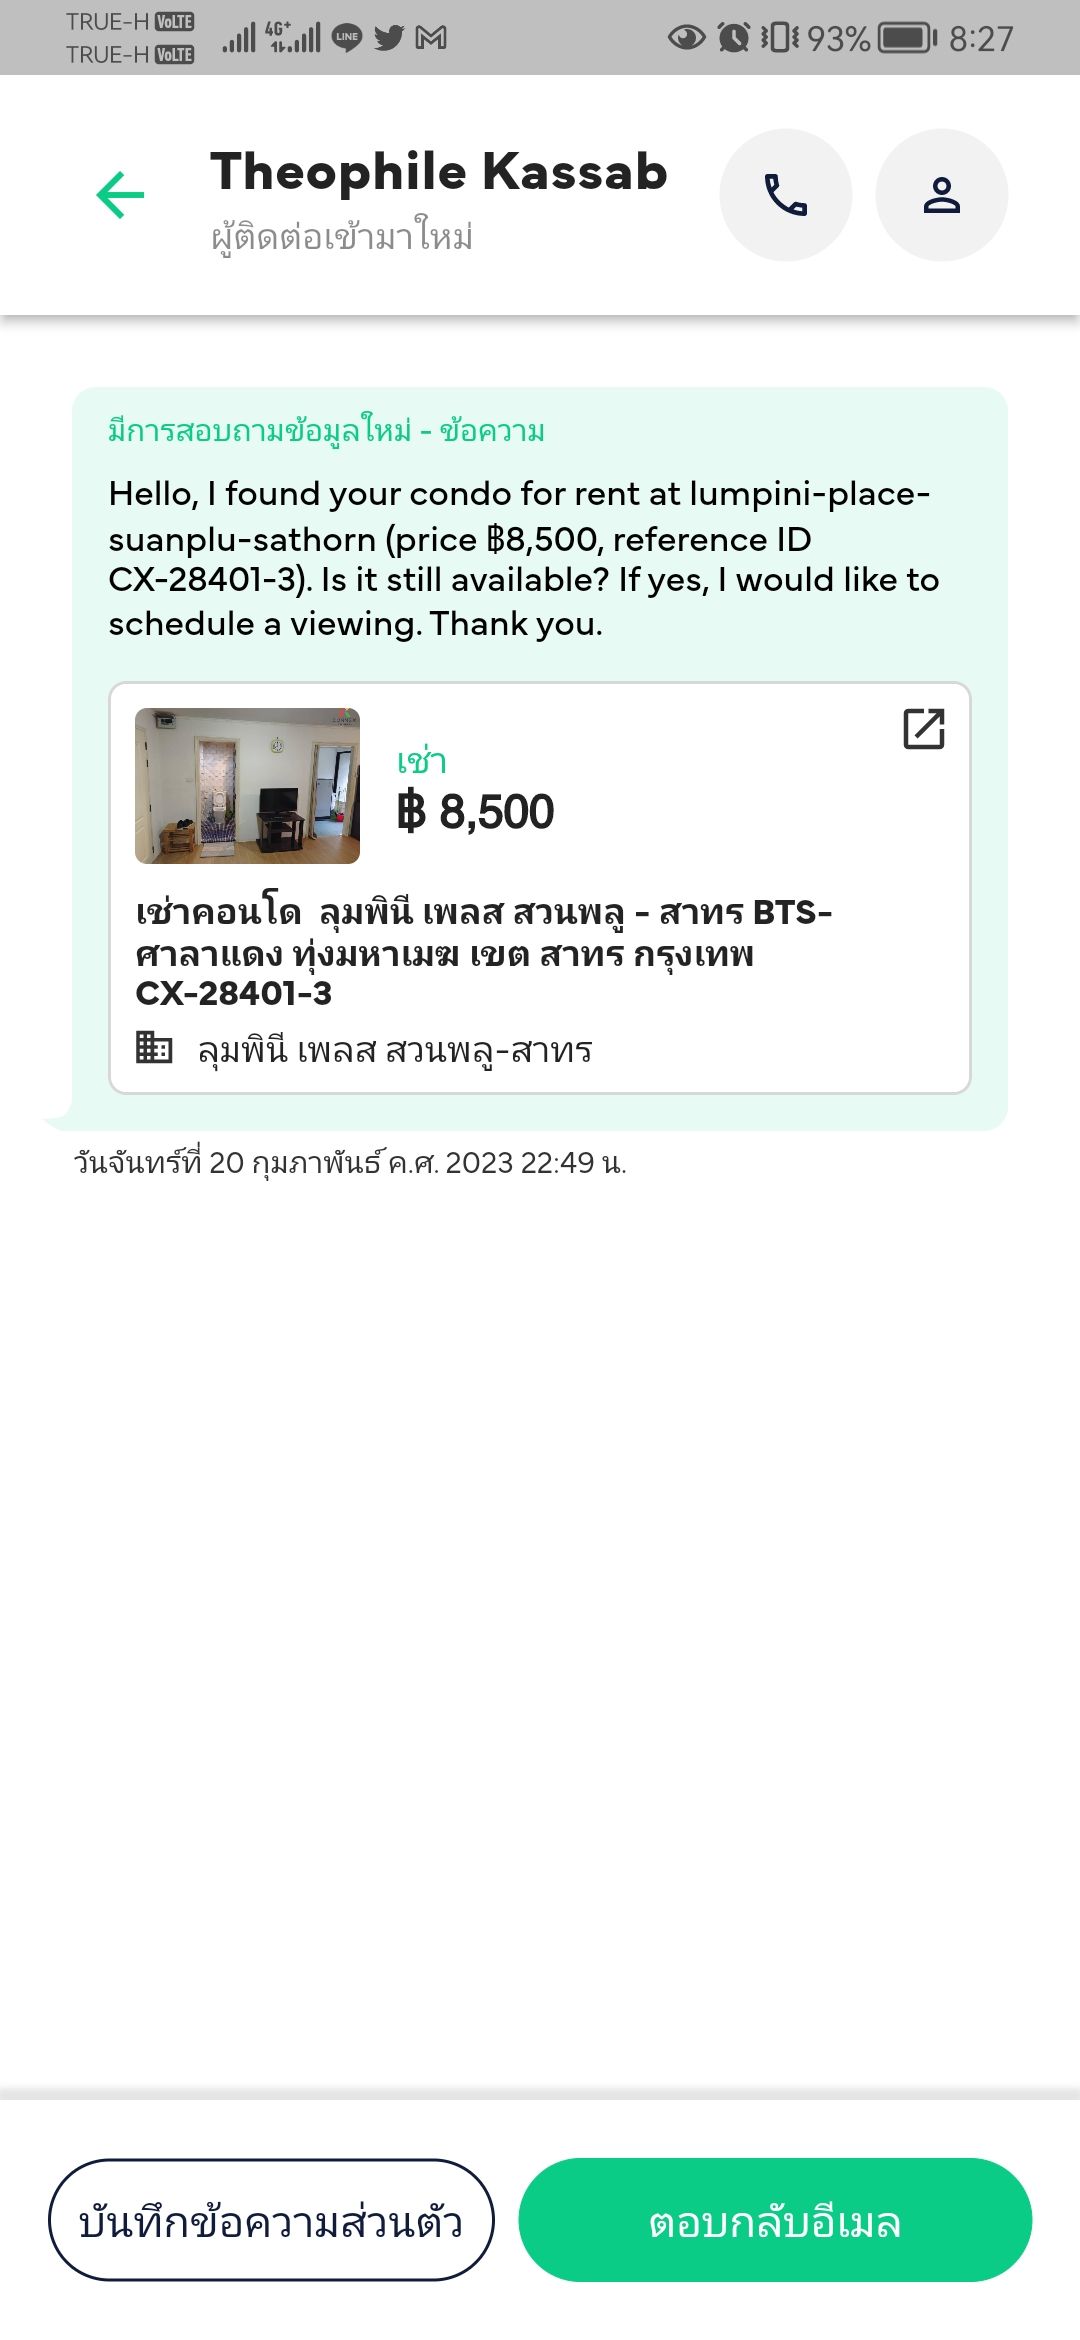 TRUE-H VoLTE
TRUE-H VoLTE
4G+
LINE
93%
8:27
Theophile Kassab
ผู้ติดต่อเข้ามาใหม่
มีการสอบถามข้อมูลใหม่ - ข้อความ
Hello, I found your condo for rent at lumpini-place-
suanplu-sathorn (price ฿8,500, reference ID
CX-28401-3). Is it still available? If yes, I would like to
schedule a viewing. Thank you.
เช่า
฿ 8,500
เช่าคอนโด ลุมพินี เพลส สวนพลู - สาทร BTS-
ศาลาแดง ทุ่งมหาเมฆ เขต สาทร กรุงเทพ
CX-28401-3
ลุมพินี เพลส สวนพลู-สาทร
วันจันทร์ที่ 20 กุมภาพันธ์ ค.ศ. 2023 22:49 น.
บันทึกข้อความส่วนตัว
ตอบกลับอีเมล